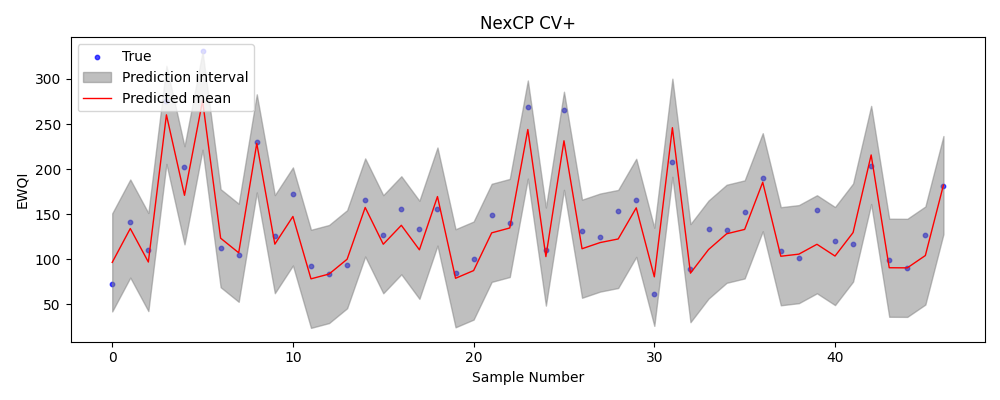 NexCP CV+
True
Prediction interval
Predicted mean
EWQI
300
250
200
150
100
50
0
10
20
30
40
Sample Number